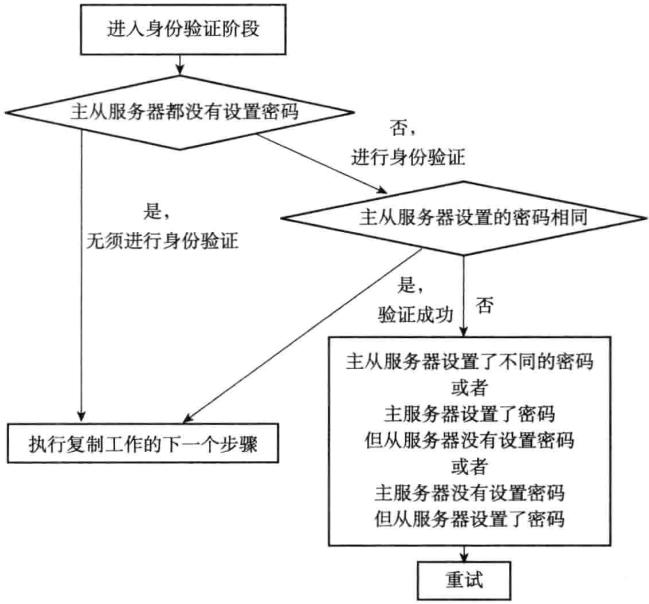 进入身份验证阶段
主从服务器都没有设置密码
否，
进行身份验证
是，
无须进行身份验证
主从服务器设置的密码相同
是，
验证成功
否
主从服务器设置了不同的密码
或者
主服务器设置了密码
但从服务器没有设置密码
或者
主服务器没有设置密码
但从服务器设置了密码
执行复制工作的下一个步骤
重试